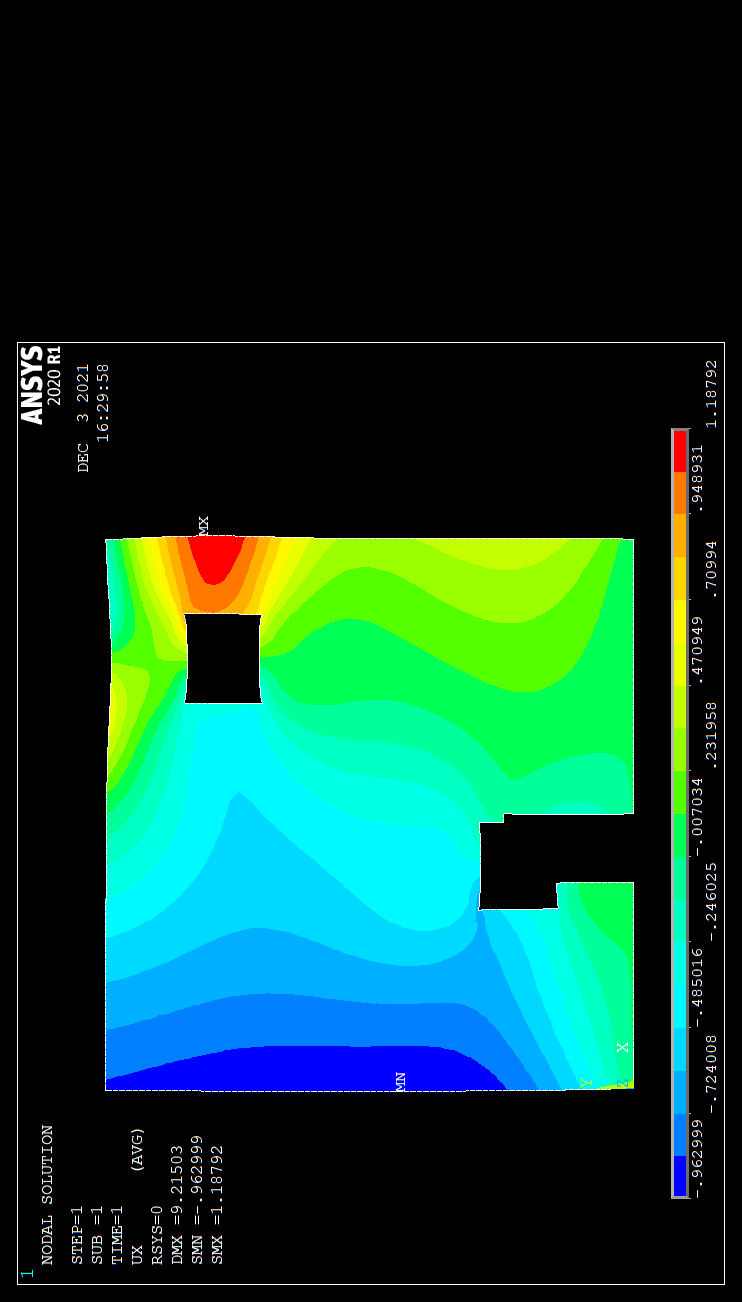 1
NODAL SOLUTION
STEP=1
SUB =1
TIME=1
UX (AVG)
RSYS=0
DMX =9.21503
SMN =-.962999
SMX =1.18792
ANSYS
2020 R1
DEC 3 2021
16:29:58
MX
MN
Y
Z X
-.962999
-.724008
-.485016
-.246025
-.007034
.231958
.470949
.70994
.948931
1.18792